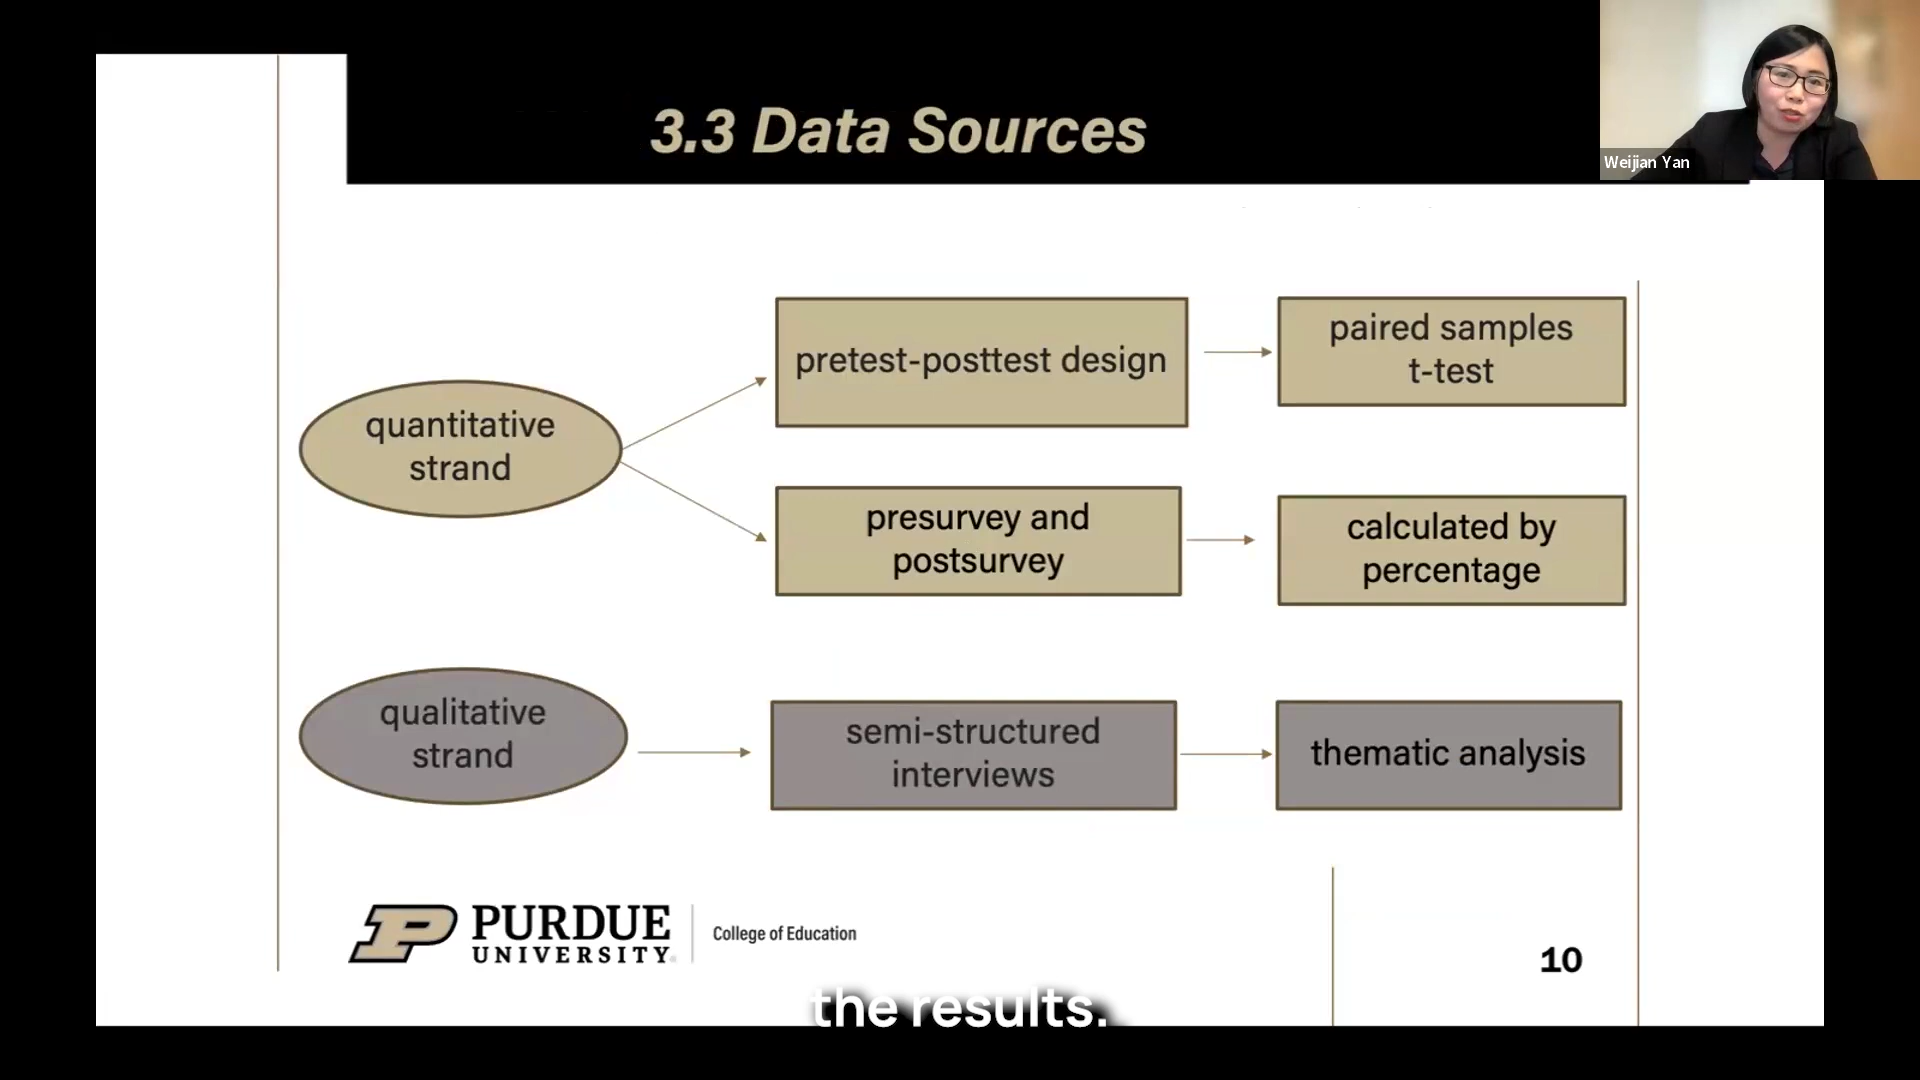 3.3 Data Sources
Weijian Yan
quantitative
strand
pretest-posttest design
paired samples
t-test
presurvey and
postsurvey
calculated by
percentage
qualitative
strand
semi-structured
interviews
thematic analysis
PURDUE
UNIVERSITY
College of Education
10
the results.